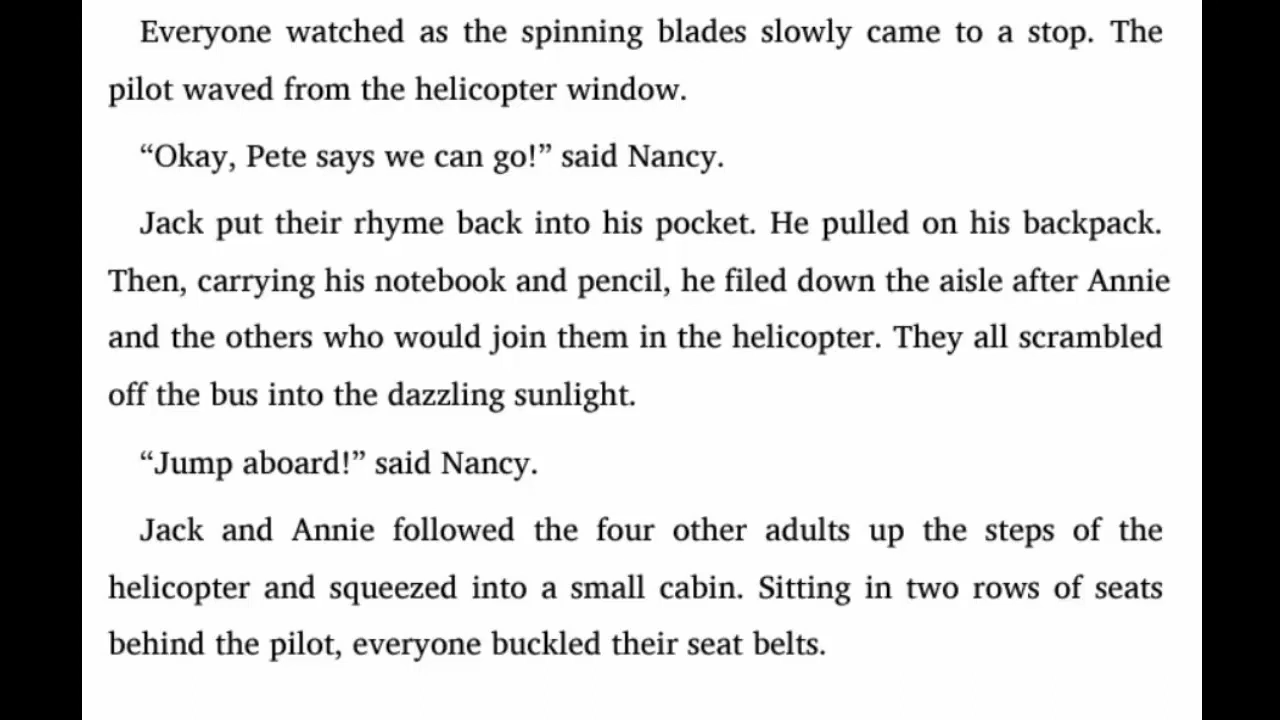 Everyone watched as the spinning blades slowly came to a stop. The
pilot waved from the helicopter window.
“Okay, Pete says we can go!” said Nancy.
Jack put their rhyme back into his pocket. He pulled on his backpack.
Then, carrying his notebook and pencil, he filed down the aisle after Annie
and the others who would join them in the helicopter. They all scrambled
off the bus into the dazzling sunlight.
“Jump aboard!” said Nancy.
Jack and Annie followed the four other adults up the steps of the
helicopter and squeezed into a small cabin. Sitting in two rows of seats
behind the pilot, everyone buckled their seat belts.